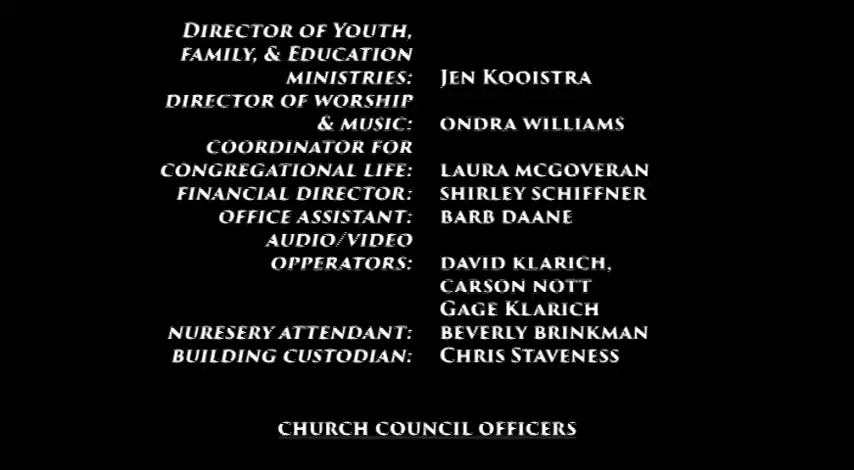 Director of Youth,
family, & Education
ministries: Jen Kooistra
director of worship
& music: ondra williams
coordinator for
congregational life: laura mcgoveran
financial director: shirley schiffner
office assistant: barb daane
audio/video
opperators: david klarich,
carson nott
Gage Klarich
nuresery attendant: beverly brinkman
building custodian: Chris Staveness
church council officers